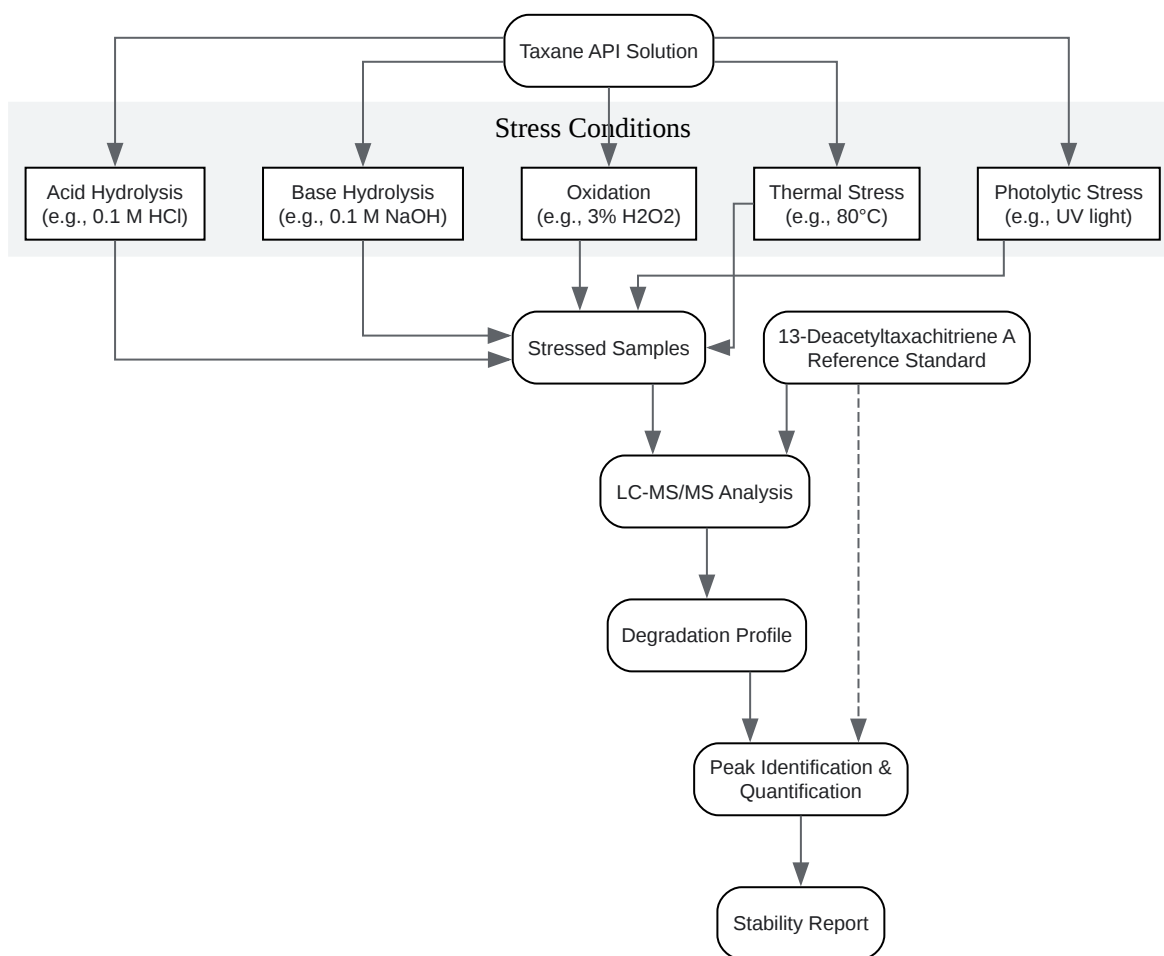 Taxane API Solution
Stress Conditions
Acid Hydrolysis
(e.g., 0.1 M HCl)
Base Hydrolysis
(e.g., 0.1 M NaOH)
Oxidation
(e.g., 3% H2O2)
Thermal Stress
(e.g., 80°C)
Photolytic Stress
(e.g., UV light)
Stressed Samples
13-Deacetyltaxachitriene A
Reference Standard
LC-MS/MS Analysis
Degradation Profile
Peak Identification &
Quantification
Stability Report